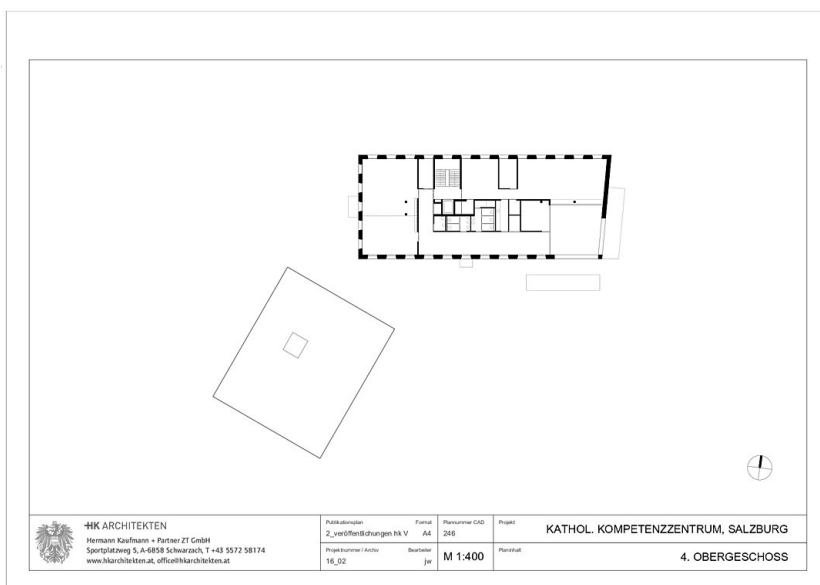 HK ARCHITEKTEN
Hermann Kaufmann + Partner ZT GmbH
Sportplatzweg 5, A-6858 Schwarzach, T +43 5572 58174
www.hkarchitekten.at, office@hkarchitekten.at
Publikationsplan Format
2_veröffentlichungen hk V A4
Projektnummer / Archiv Bearbeiter
16_02 jw
Plannummer CAD
246
M 1:400
Projekt
KATHOL. KOMPETENZZENTRUM, SALZBURG
Planinhalt
4. OBERGESCHOSS